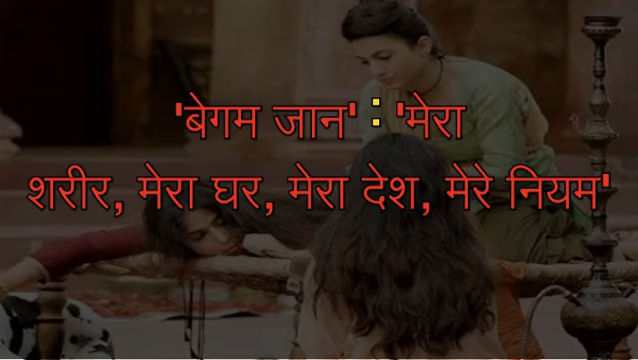 'बेगम जान' : 'मेरा
शरीर, मेरा घर, मेरा देश, मेरे नियम'